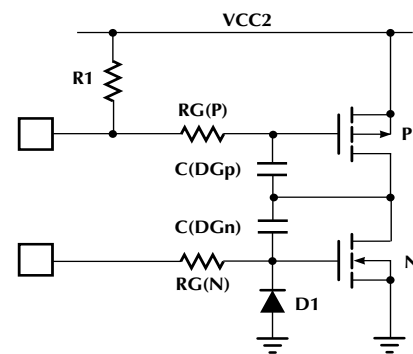 VCC2
R1
RG(P)
P
C(DGp)
C(DGn)
N
RG(N)
D1